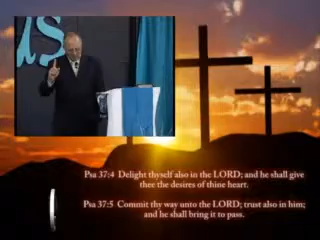 us
Psa 37:4 Delight thyself also in the LORD; and he shall give
thee the desires of thine heart.
Psa 37:5 Commit thy way unto the LORD; trust also in him;
and he shall bring it to pass.